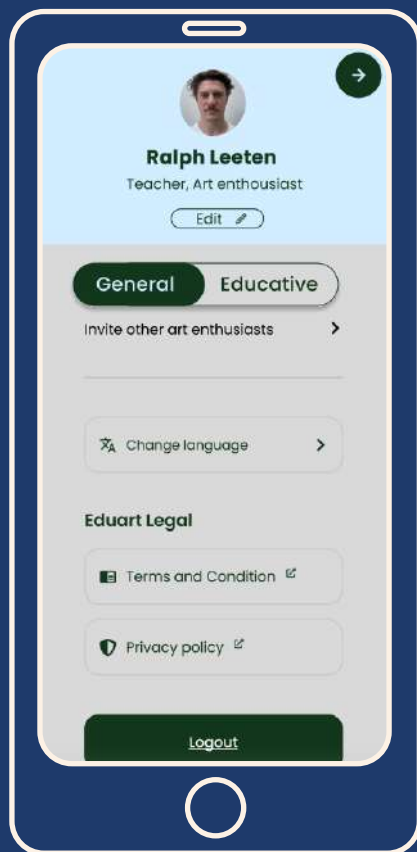 Ralph Leeten
Teacher, Art enthousiast
Edit
General Educative
Invite other art enthusiasts
Change language
Eduart Legal
Terms and Condition
Privacy policy
Logout